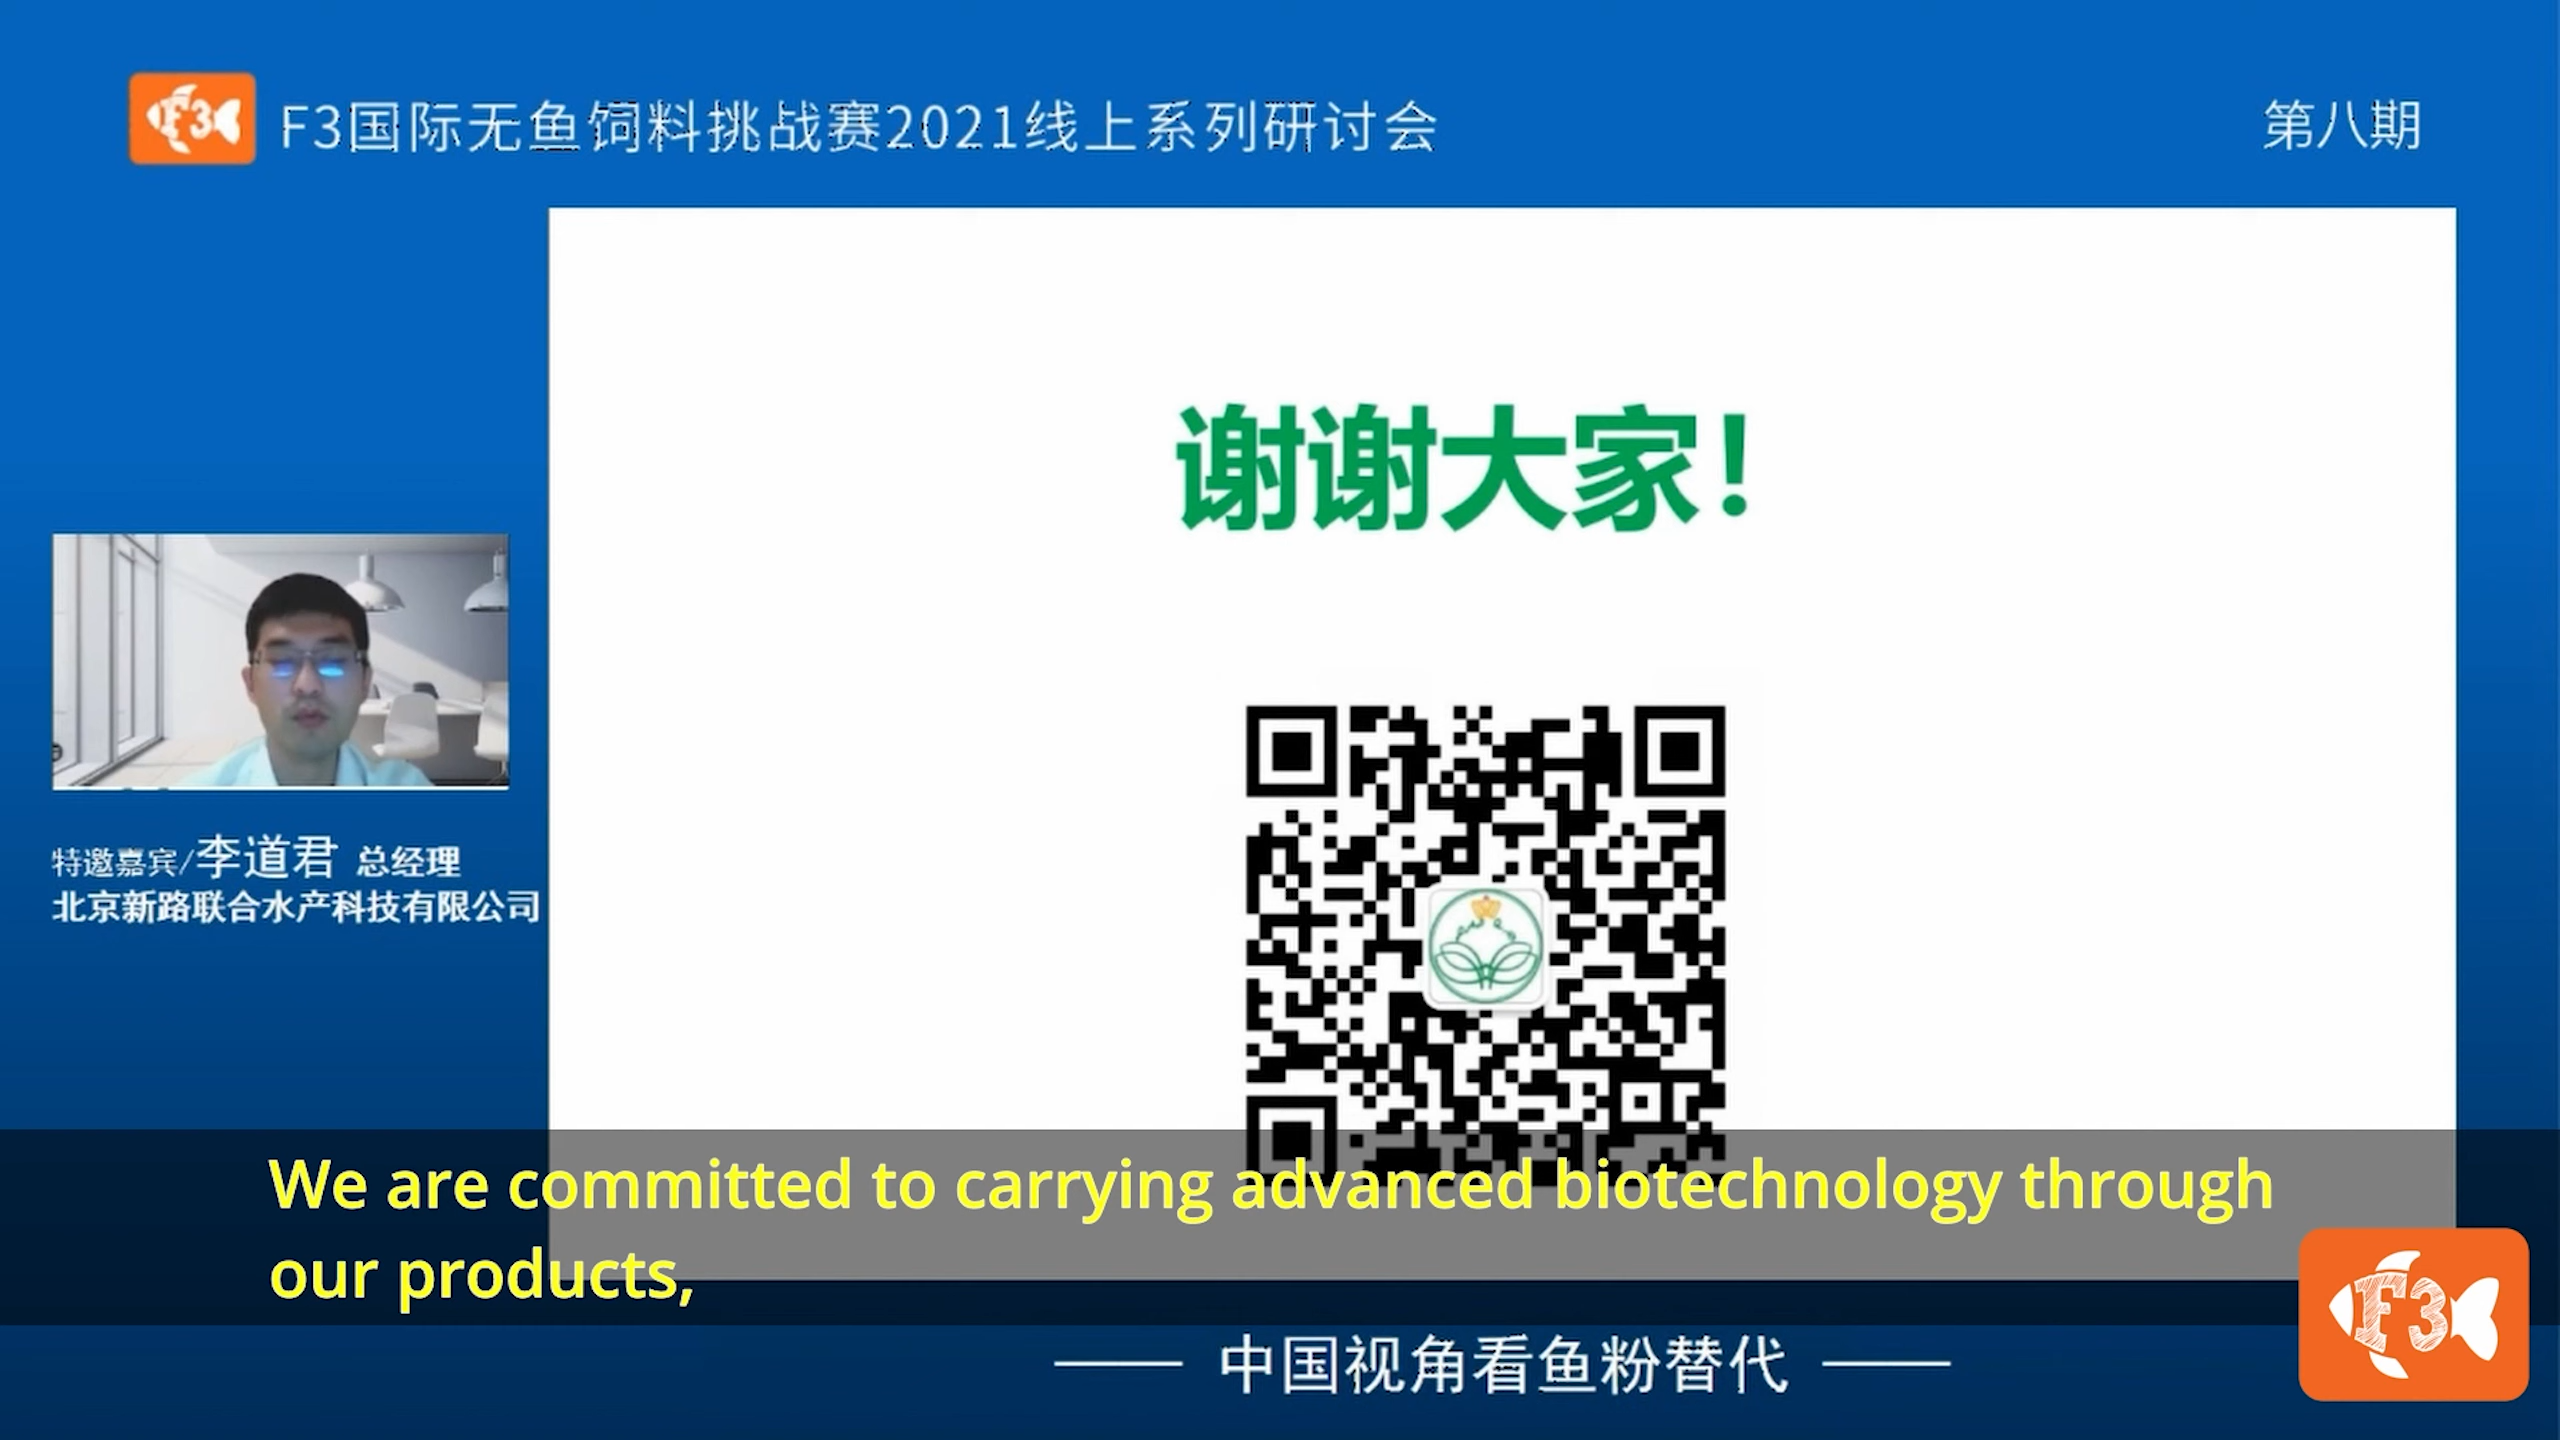 F3
F3国际无鱼饲料挑战赛2021线上系列研讨会
第八期
谢谢大家！
特邀嘉宾/李道君 总经理
北京新路联合水产科技有限公司
We are committed to carrying advanced biotechnology through
our products,
F3
中国视角看鱼粉替代